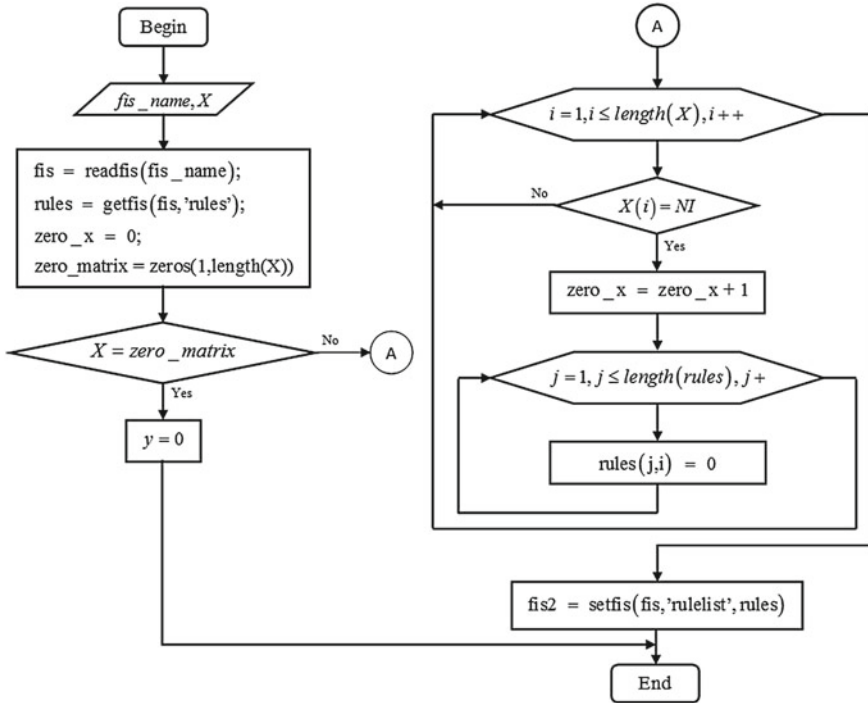 Begin
fis_name, X
fis = readfis(fis_name);
rules = getfis(fis,'rules');
zero_x = 0;
zero_matrix = zeros(1,length(X))
X = zero_matrix
No
A
Yes
y = 0
A
i = 1, i ≤ length(X), i + +
No
X(i) = NI
Yes
zero_x = zero_x + 1
j = 1, j ≤ length(rules), j +
rules(j,i) = 0
fis2 = setfis(fis,'rulelist',rules)
End